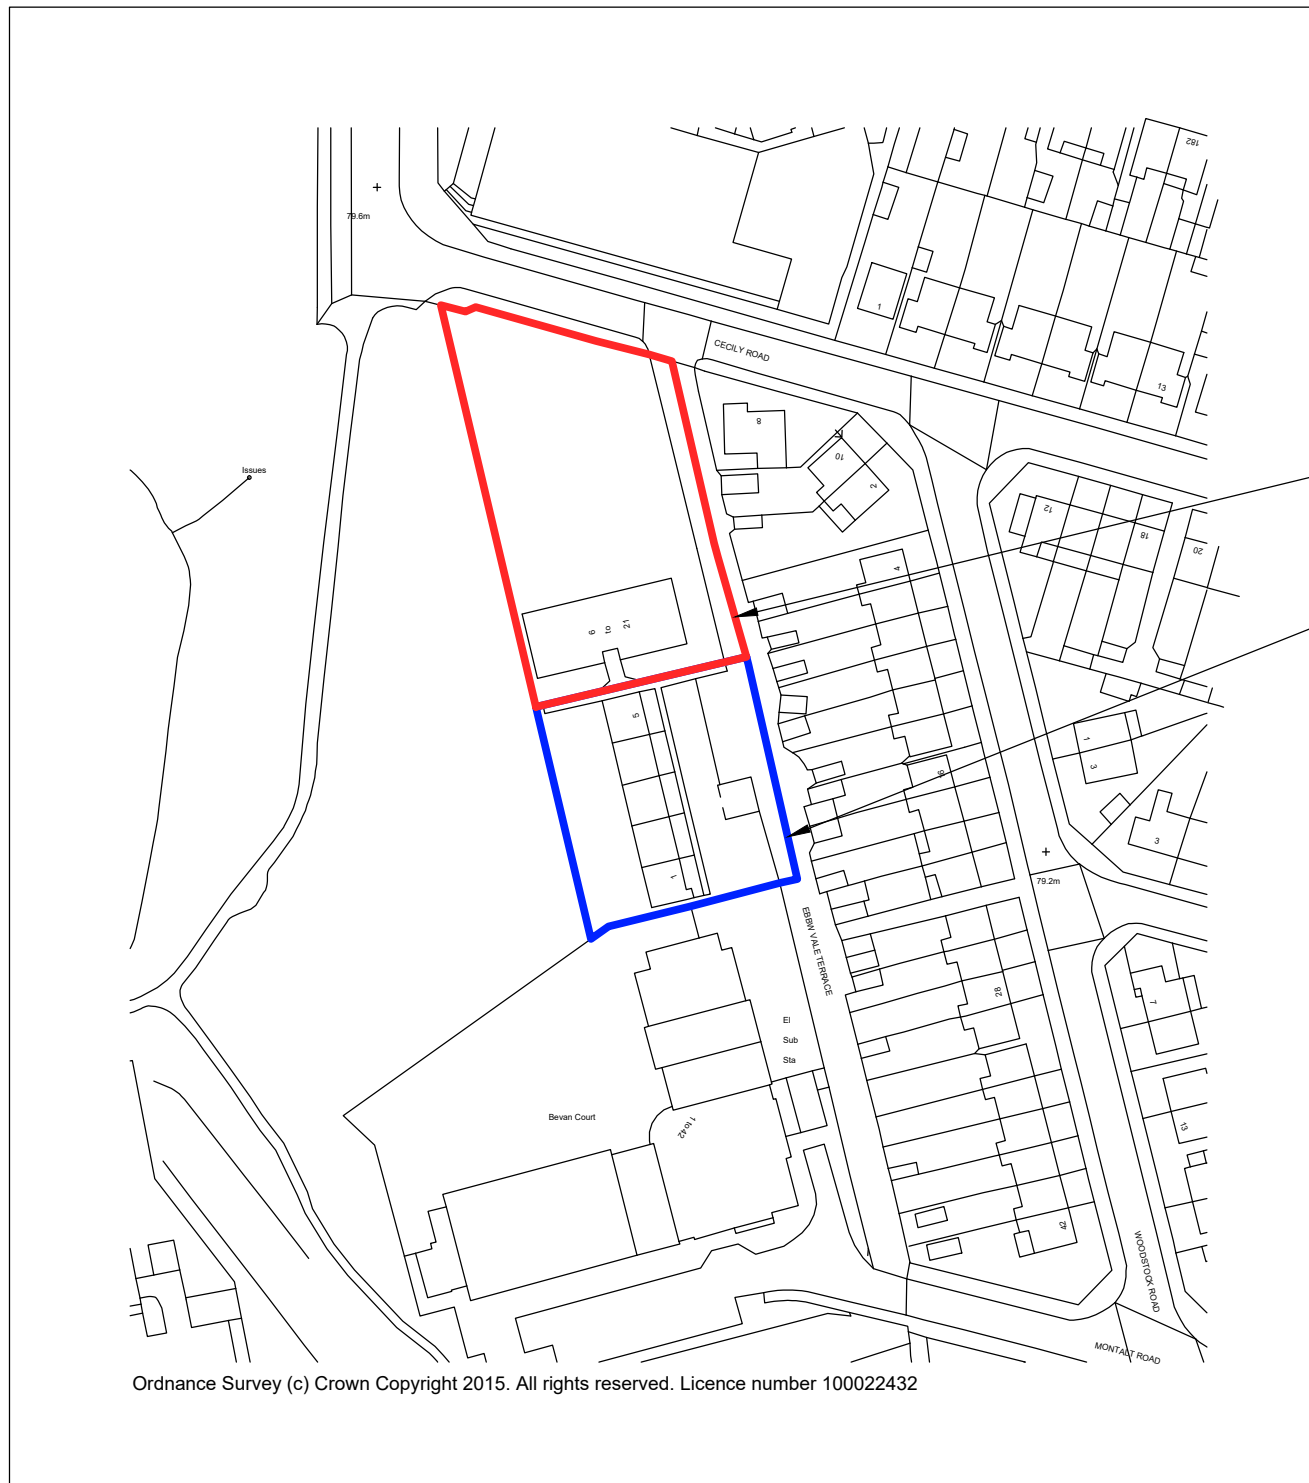 182
79.6m
1
CECILY ROAD
13
8
10
2
Issues
12
18
20
4
6
to
21
5
1
3
16
3
1
79.2m
EBBW VALE TERRACE
28
7
El
Sub
Sta
Bevan Court
1 to 42
13
42
WOODSTOCK ROAD
MONTALT ROAD
Ordnance Survey (c) Crown Copyright 2015. All rights reserved. Licence number 100022432